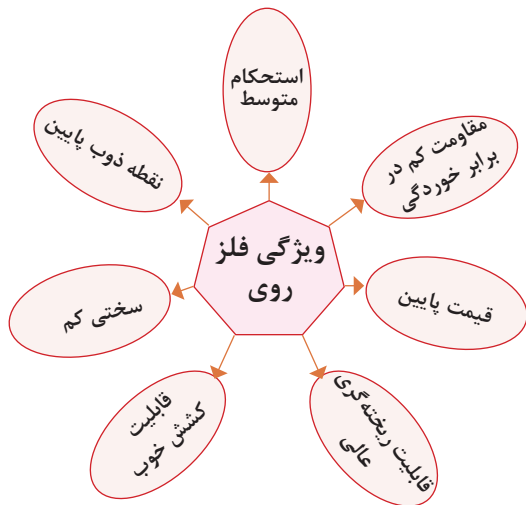 ویژگی فلز
روی
استحکام
متوسط
مقاومت کم در
برابر خوردگی
قیمت پایین
قابلیت ریخته‌گری
عالی
قابلیت
کشش خوب
سختی کم
نقطه ذوب پایین